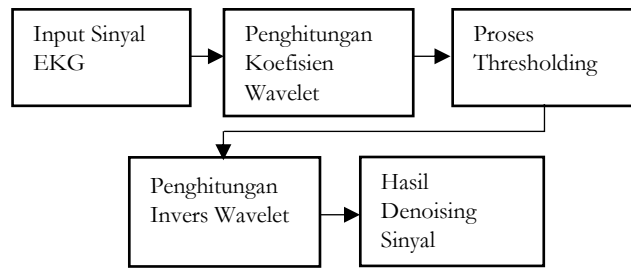 Input Sinyal
EKG
Penghitungan
Koefisien
Wavelet
Proses
Thresholding
Penghitungan
Invers Wavelet
Hasil
Denoising
Sinyal